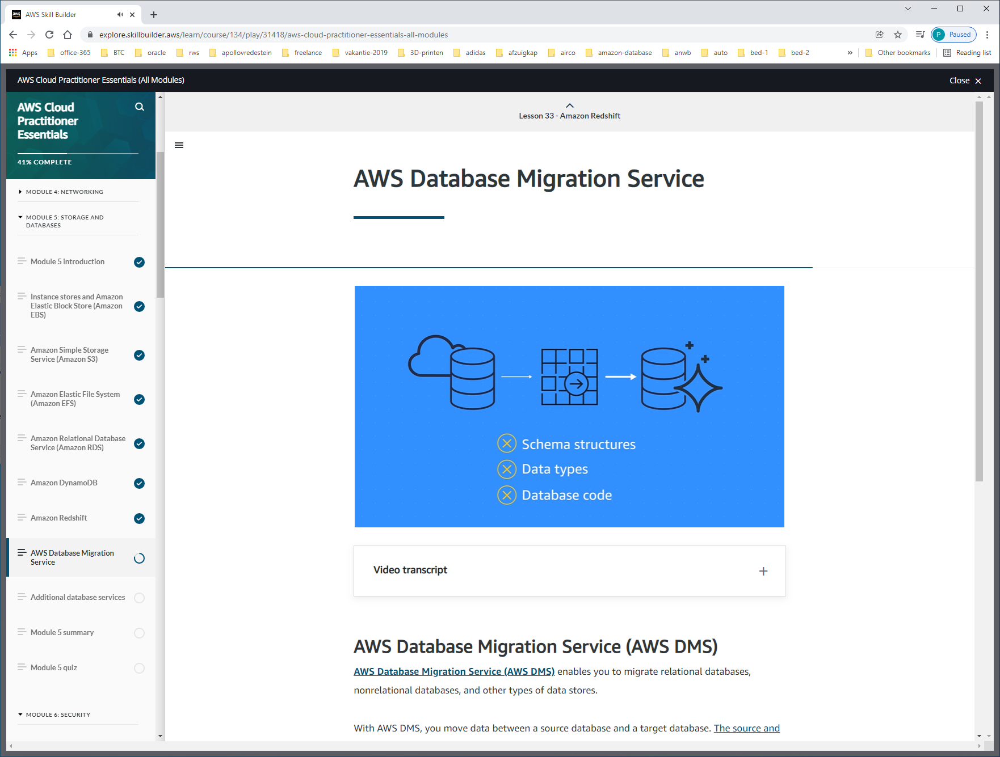 AWS Skill Builder
explore.skillbuilder.aws/learn/course/134/play/31418/aws-cloud-practitioner-essentials-all-modules
P Paused
Apps office-365 BTC oracle rws apollovredestein freelance vakantie-2019 3D-printen adidas afzuigkap airco amazon-database anwb auto bed-1 bed-2 » Other bookmarks Reading list
AWS Cloud Practitioner Essentials (All Modules)
Close
AWS Cloud
Practitioner
Essentials
41% COMPLETE
MODULE 4: NETWORKING
MODULE 5: STORAGE AND
DATABASES
Module 5 introduction
Instance stores and Amazon
Elastic Block Store (Amazon
EBS)
Amazon Simple Storage
Service (Amazon S3)
Amazon Elastic File System
(Amazon EFS)
Amazon Relational Database
Service (Amazon RDS)
Amazon DynamoDB
Amazon Redshift
AWS Database Migration
Service
Additional database services
Module 5 summary
Module 5 quiz
MODULE 6: SECURITY
Lesson 33 - Amazon Redshift
AWS Database Migration Service
Schema structures
Data types
Database code
Video transcript
AWS Database Migration Service (AWS DMS)
AWS Database Migration Service (AWS DMS) enables you to migrate relational databases,
nonrelational databases, and other types of data stores.
With AWS DMS, you move data between a source database and a target database. The source and